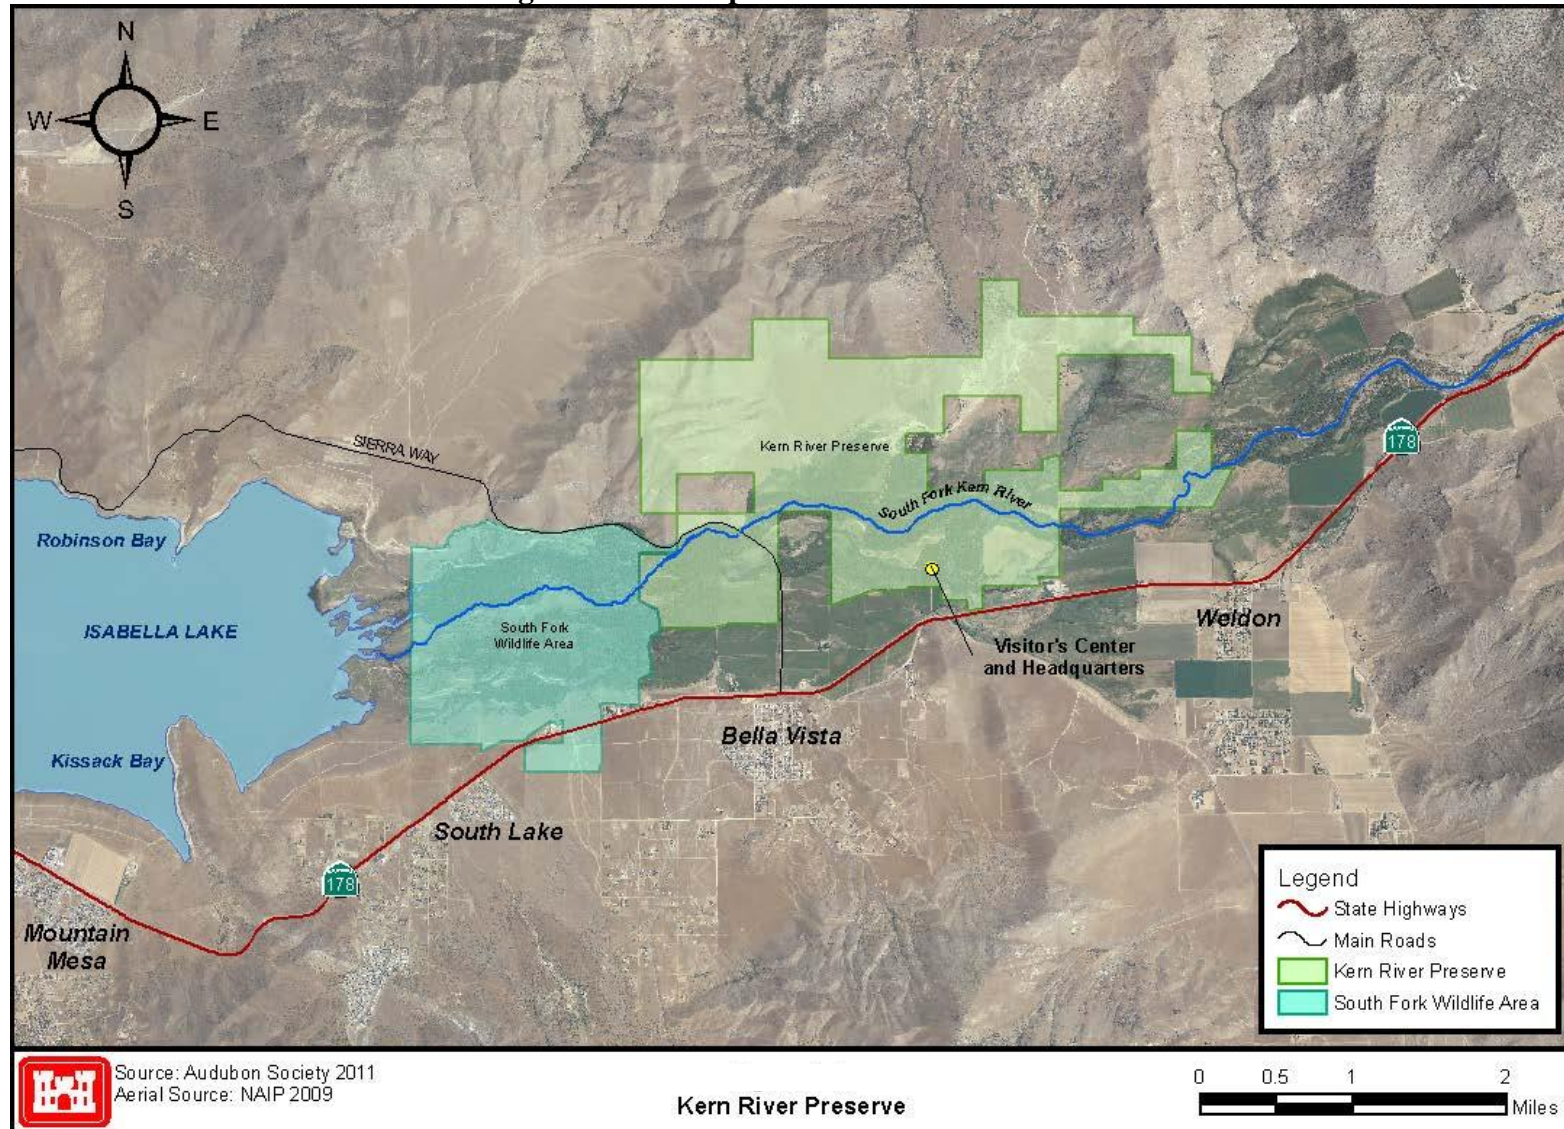 N
W
E
S
SIERRA WAY
Kern River Preserve
178
South Fork Kern River
Robinson Bay
ISABELLA LAKE
South Fork
Wildlife Area
Weldon
Visitor's Center
and Headquarters
Kissack Bay
Bella Vista
South Lake
178
Mountain
Mesa
Legend
State Highways
Main Roads
Kern River Preserve
South Fork Wildlife Area
Source: Audubon Society 2011
Aerial Source: NAIP 2009
Kern River Preserve
0 0.5 1 2
Miles